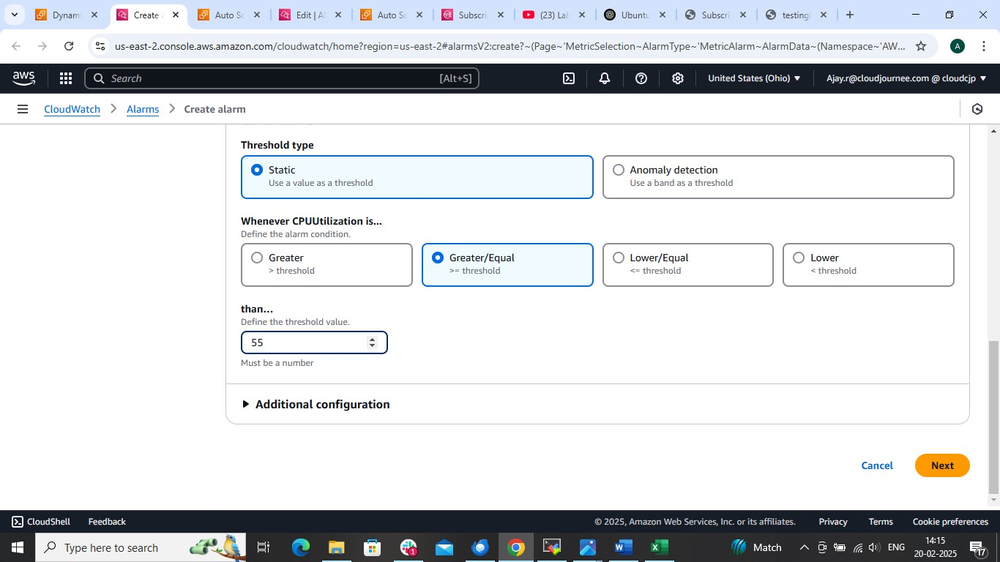 Dynam
Create a
Auto Sc
Edit | Al
Auto Sc
Subscri
(23) Lab
Ubuntu
Subscri
testing
us-east-2.console.aws.amazon.com/cloudwatch/home?region=us-east-2#alarmsV2:create?~(Page~'MetricSelection~AlarmType~'MetricAlarm~AlarmData~(Namespace~'AW...
A
aws
Search
[Alt+S]
United States (Ohio)
Ajay.r@cloudjournee.com @ cloudcjp
CloudWatch
Alarms
Create alarm
Threshold type
Static
Use a value as a threshold
Anomaly detection
Use a band as a threshold
Whenever CPUUtilization is...
Define the alarm condition.
Greater
> threshold
Greater/Equal
>= threshold
Lower/Equal
<= threshold
Lower
< threshold
than...
Define the threshold value.
55
Must be a number
Additional configuration
Cancel
Next
CloudShell
Feedback
© 2025, Amazon Web Services, Inc. or its affiliates.
Privacy
Terms
Cookie preferences
Type here to search
1
Match
ENG
14:15
20-02-2025
17